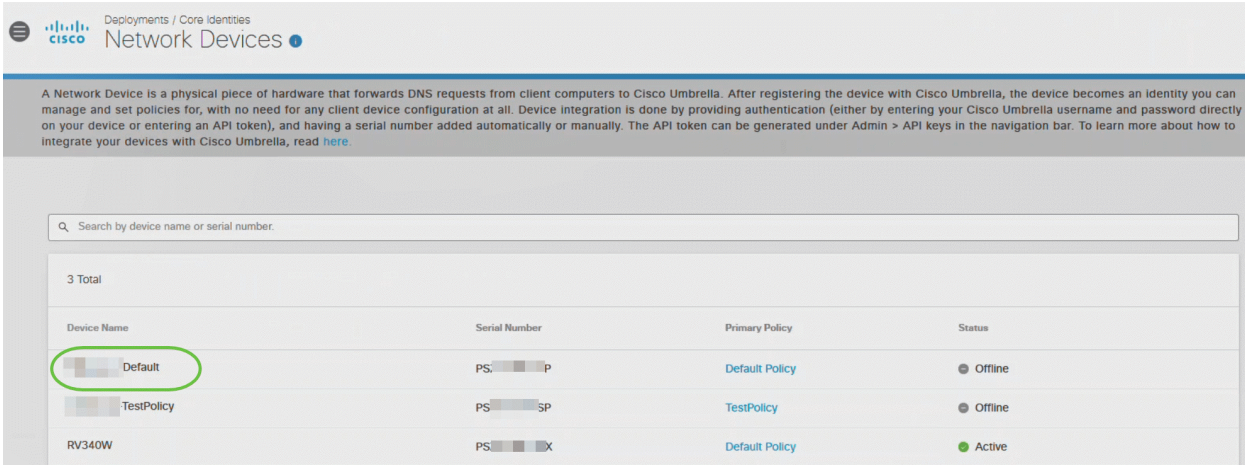 Deployments / Core Identities
CISCO
Network Devices
A Network Device is a physical piece of hardware that forwards DNS requests from client computers to Cisco Umbrella. After registering the device with Cisco Umbrella, the device becomes an identity you can
manage and set policies for, with no need for any client device configuration at all. Device integration is done by providing authentication (either by entering your Cisco Umbrella username and password directly
on your device or entering an API token), and having a serial number added automatically or manually. The API token can be generated under Admin > API keys in the navigation bar. To learn more about how to
integrate your devices with Cisco Umbrella, read here.
Search by device name or serial number.
3 Total
Device Name Serial Number Primary Policy Status
Default PS P Default Policy Offline
-TestPolicy PS SP TestPolicy Offline
RV340W PS X Default Policy Active